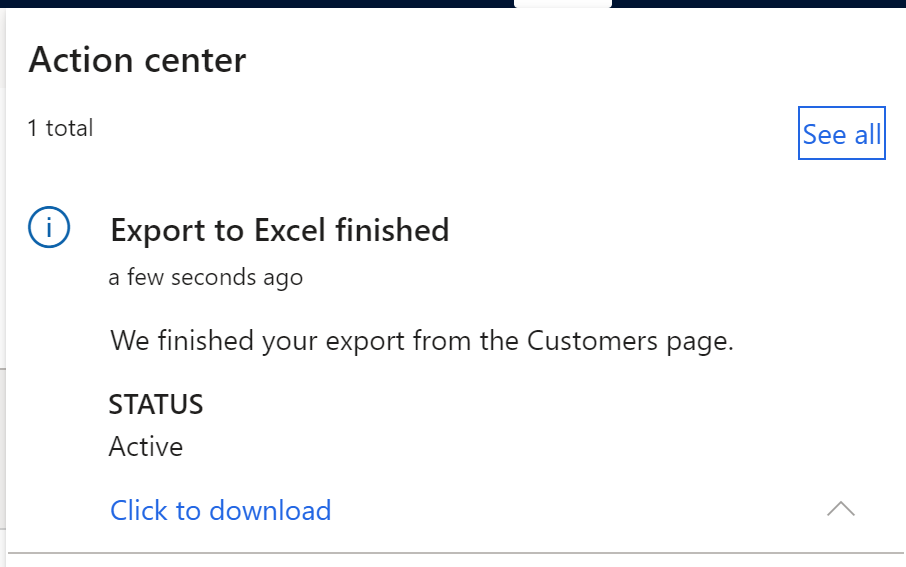 Action center
1 total
See all
Export to Excel finished
a few seconds ago
We finished your export from the Customers page.
STATUS
Active
Click to download